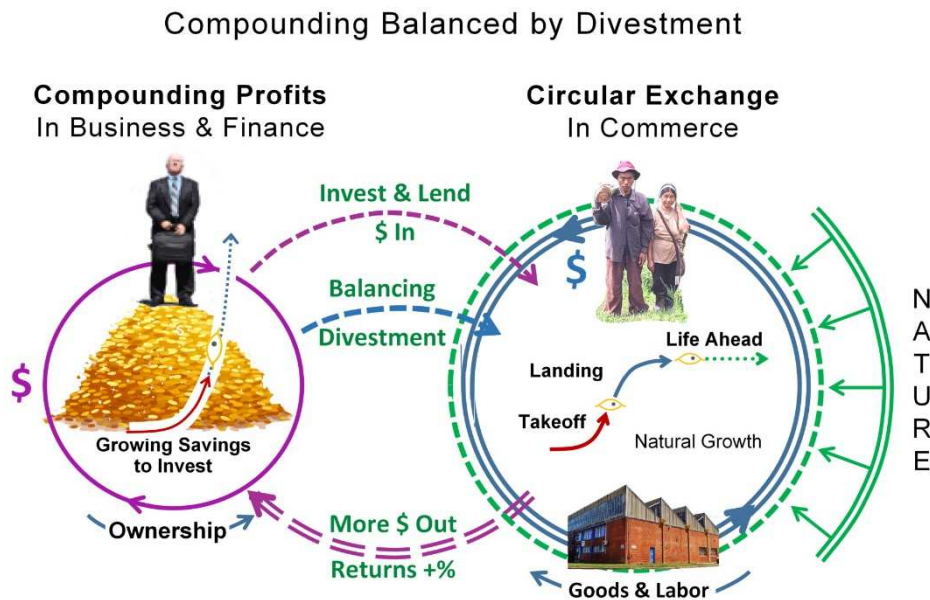 Compounding Balanced by Divestment
Compounding Profits
In Business & Finance
Circular Exchange
In Commerce
Invest & Lend
$ In
Balancing
Divestment
$
$
Growing Savings
to Invest
Ownership
More $ Out
Returns +%
Life Ahead
Landing
Takeoff
Natural Growth
Goods & Labor
NATURE